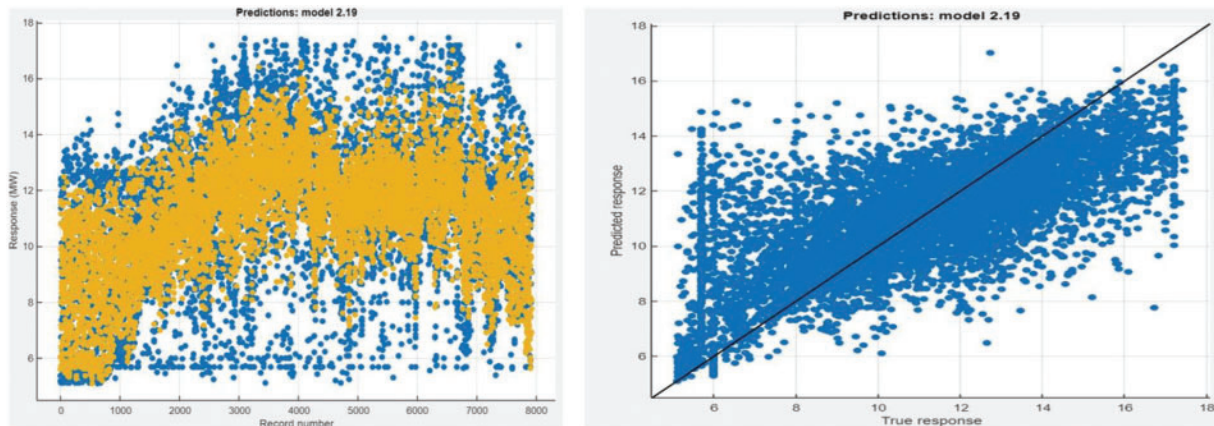 Predictions: model 2.19
18
16
14
12
10
8
6
Response (MW)
0 1000 2000 3000 4000 5000 6000 7000 8000
Record number
Predictions: model 2.19
18
16
14
12
10
8
6
Predicted response
6 8 10 12 14 16 18
True response